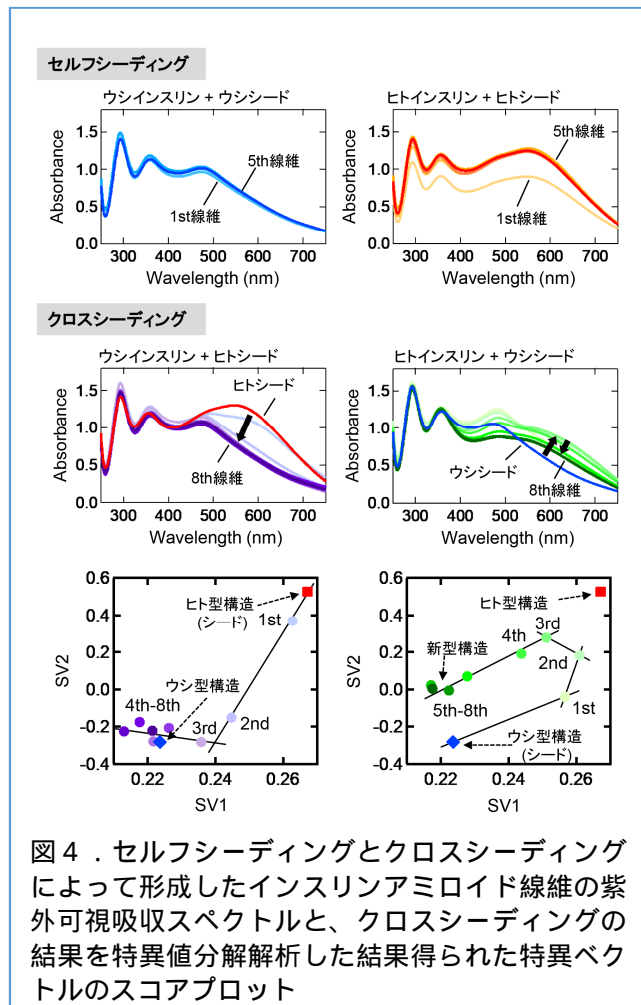 セルフシーディング
ウシインスリン + ウシシード
ヒトインスリン + ヒトシード
Absorbance
1.5
1.0
0.5
0.0
5th線維
1st線維
300 400 500 600 700
Wavelength (nm)
Absorbance
1.5
1.0
0.5
0.0
5th線維
1st線維
300 400 500 600 700
Wavelength (nm)
クロスシーディング
ウシインスリン + ヒトシード
ヒトインスリン + ウシシード
Absorbance
2.0
1.5
1.0
0.5
0.0
ヒトシード
8th線維
300 400 500 600 700
Wavelength (nm)
Absorbance
2.0
1.5
1.0
0.5
0.0
ウシシード
8th線維
300 400 500 600 700
Wavelength (nm)
SV2
0.6
0.4
0.2
0.0
-0.2
-0.4
ヒト型構造
(シード)
1st
ウシ型構造
4th-8th
3rd
2nd
0.22 0.24 0.26
SV1
SV2
0.6
0.4
0.2
0.0
-0.2
-0.4
ヒト型構造
3rd
4th
新型構造
2nd
5th-8th
1st
ウシ型構造
(シード)
0.22 0.24 0.26
SV1
図４．セルフシーディングとクロスシーディング
によって形成したインスリンアミロイド線維の紫
外可視吸収スペクトルと、クロスシーディングの
結果を特異値分解解析した結果得られた特異ベク
トルのスコアプロット